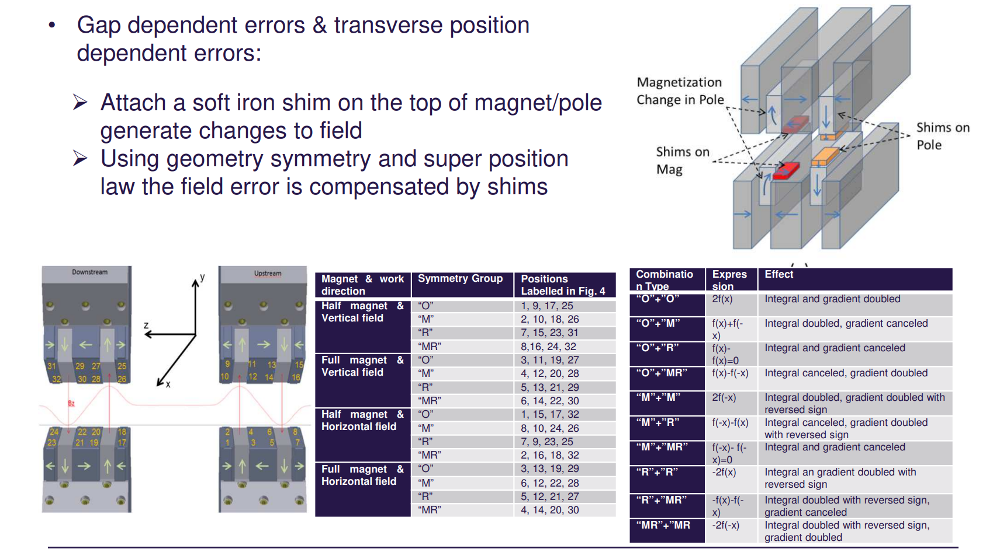 • Gap dependent errors & transverse position
dependent errors:
➢ Attach a soft iron shim on the top of magnet/pole
generate changes to field
➢ Using geometry symmetry and super position
law the field error is compensated by shims
Magnetization
Change in Pole
Shims on
Mag
Shims on
Pole
Downstream
Upstream
y
z
x
31 29 27 25
32 30 28 26
9 11 13 15
10 12 14 16
Bz
24 22 20 18
23 21 19 17
2 4 6 8
1 3 5 7
Magnet & work
direction
Symmetry Group
Positions
Labelled in Fig. 4
Half magnet &
Vertical field
"O" 1, 9, 17, 25
"M" 2, 10, 18, 26
"R" 7, 15, 23, 31
"MR" 8,16, 24, 32
Full magnet &
Vertical field
"O" 3, 11, 19, 27
"M" 4, 12, 20, 28
"R" 5, 13, 21, 29
"MR" 6, 14, 22, 30
Half magnet &
Horizontal field
"O" 1, 15, 17, 32
"M" 8, 10, 24, 26
"R" 7, 9, 23, 25
"MR" 2, 16, 18, 32
Full magnet &
Horizontal field
"O" 3, 13, 19, 29
"M" 6, 12, 22, 28
"R" 5, 12, 21, 27
"MR" 4, 14, 20, 30
Combinatio
n Type
Expres
sion
Effect
"O"+"O" 2f(x) Integral and gradient doubled
"O"+"M" f(x)+f(- Integral doubled, gradient canceled
x)
"O"+"R" f(x)- Integral and gradient canceled
f(x)=0
"O"+"MR" f(x)-f(-x) Integral canceled, gradient doubled
"M"+"M" 2f(-x) Integral doubled, gradient doubled with
reversed sign
"M"+"R" f(-x)-f(x) Integral canceled, gradient doubled
with reversed sign
"M"+"MR" f(-x)- f(- Integral and gradient canceled
x)=0
"R"+"R" -2f(x) Integral an gradient doubled with
reversed sign
"R"+"MR" -f(x)-f(- Integral doubled with reversed sign,
x) gradient canceled
"MR"+"MR -2f(-x) Integral doubled with reversed sign,
gradient doubled